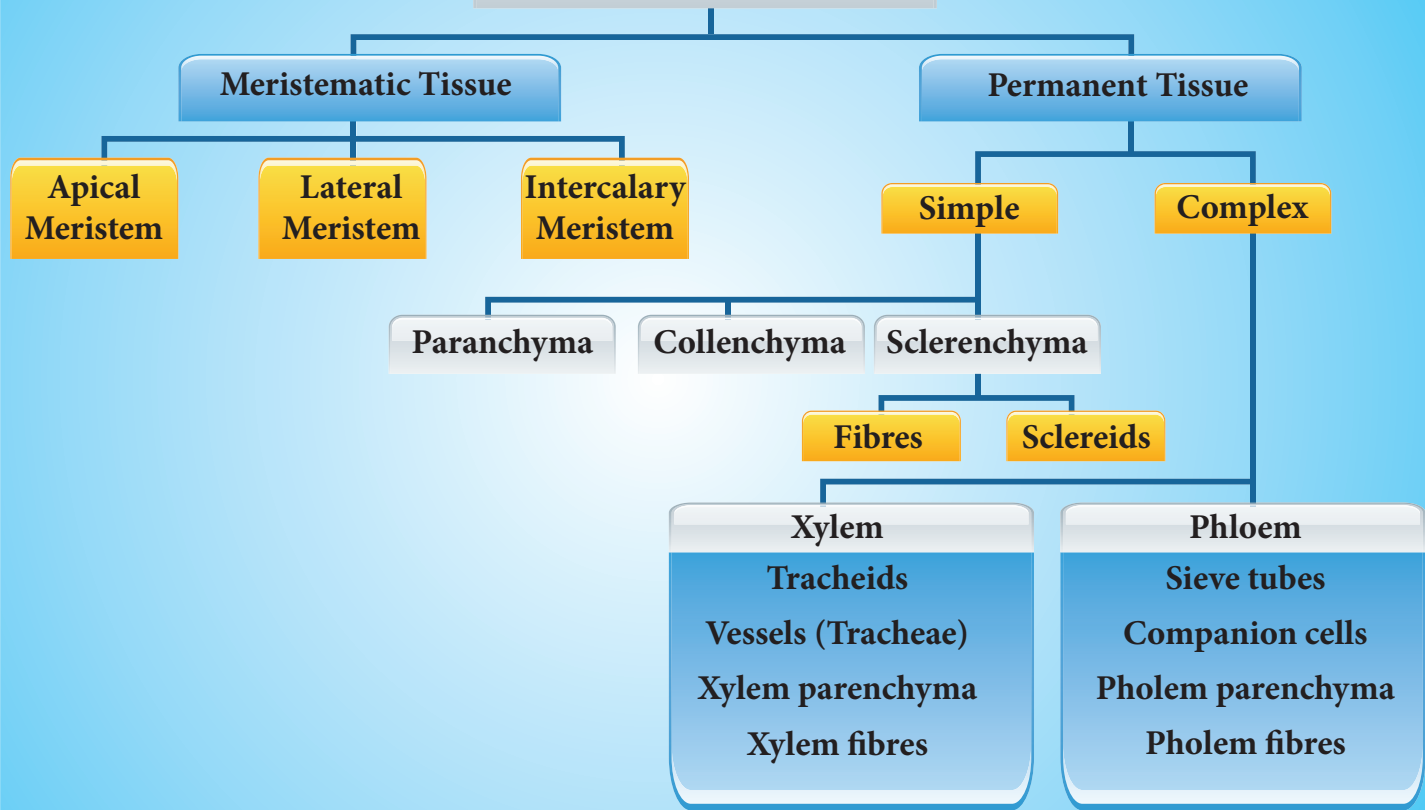 Meristematic Tissue
Permanent Tissue
Apical
Meristem
Lateral
Meristem
Intercalary
Meristem
Simple
Complex
Paranchyma
Collenchyma
Sclerenchyma
Fibres
Sclereids
Xylem
Tracheids
Vessels (Tracheae)
Xylem parenchyma
Xylem fibres
Phloem
Sieve tubes
Companion cells
Pholem parenchyma
Pholem fibres